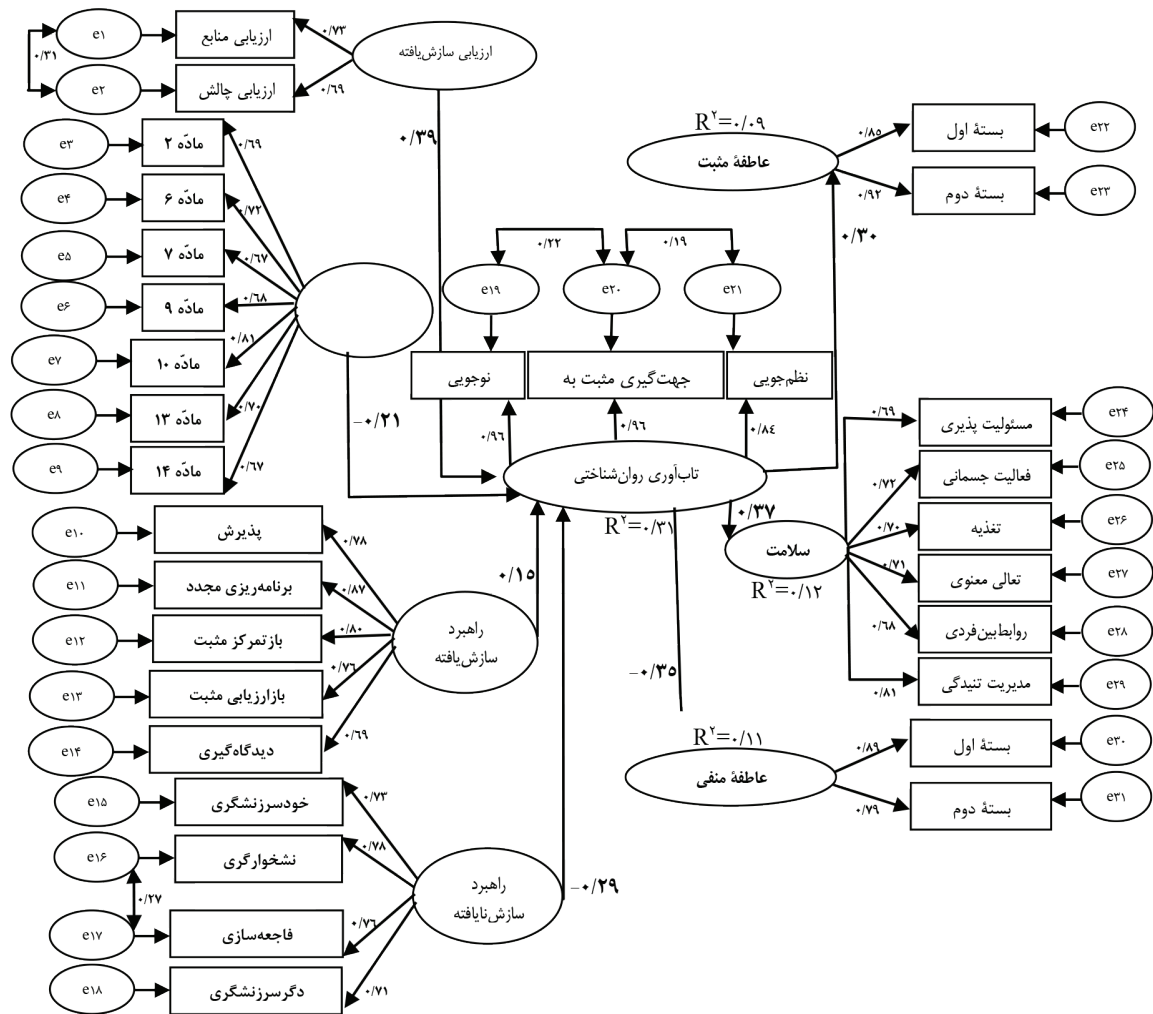 e۱
ارزیابی منابع
۰/۷۳
ارزیابی سازش‌یافته
۰/۳۱
e۲
ارزیابی چالش
۰/۶۹
۰/۳۹
e۳
مادّه ۲
۰/۶۹
e۴
مادّه ۶
۰/۷۲
e۵
مادّه ۷
۰/۶۷
e۶
مادّه ۹
۰/۶۸
e۷
مادّه ۱۰
۰/۸۱
e۸
مادّه ۱۳
۰/۷۰
e۹
مادّه ۱۴
۰/۶۷
−۰/۲۱
R۲=۰/۰۹
عاطفهٔ مثبت
۰/۸۵
بستهٔ اول
e۲۲
۰/۹۲
بستهٔ دوم
e۲۳
۰/۳۰
۰/۲۲
۰/۱۹
e۱۹
e۲۰
e۲۱
نوجویی
جهت‌گیری مثبت به
نظم‌جویی
۰/۹۶
۰/۹۶
۰/۸۴
تاب‌آوری روان‌شناختی
R۲=۰/۳۱
۰/۳۷
سلامت
R۲=۰/۱۲
۰/۶۹
مسئولیت پذیری
e۲۴
۰/۷۲
فعالیت جسمانی
e۲۵
۰/۷۰
تغذیه
e۲۶
۰/۷۱
تعالی معنوی
e۲۷
۰/۶۸
روابط‌بین‌فردی
e۲۸
۰/۸۱
مدیریت تنیدگی
e۲۹
e۱۰
پذیرش
۰/۷۸
e۱۱
برنامه‌ریزی مجدد
۰/۸۷
e۱۲
بازتمرکز مثبت
۰/۸۰
e۱۳
بازارزیابی مثبت
۰/۷۶
e۱۴
دیدگاه‌گیری
۰/۶۹
راهبرد
سازش‌یافته
۰/۱۵
−۰/۳۵
R۲=۰/۱۱
عاطفهٔ منفی
۰/۸۹
بستهٔ اول
e۳۰
۰/۷۹
بستهٔ دوم
e۳۱
e۱۵
خودسرزنشگری
۰/۷۳
e۱۶
نشخوارگری
۰/۷۸
۰/۲۷
e۱۷
فاجعه‌سازی
۰/۷۶
e۱۸
دگرسرزنشگری
۰/۷۱
راهبرد
سازش‌نایافته
−۰/۲۹